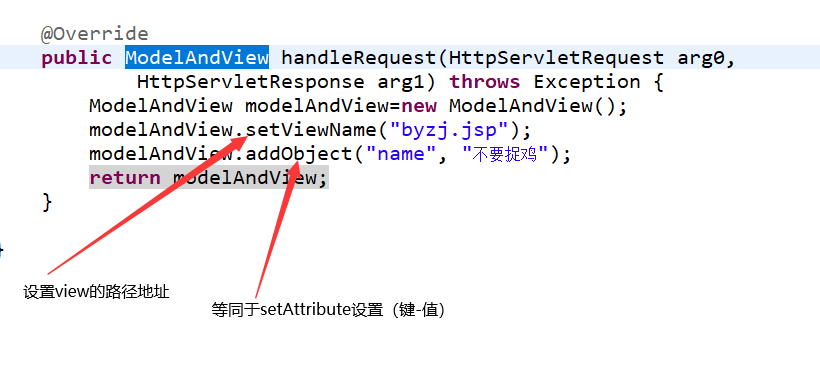 @Override
public ModelAndView handleRequest(HttpServletRequest arg0,
HttpServletResponse arg1) throws Exception {
ModelAndView modelAndView=new ModelAndView();
modelAndView.setViewName("byzj.jsp");
modelAndView.addObject("name", "不要捉鸡");
return modelAndView;
}
}
设置view的路径地址
等同于setAttribute设置（键-值）